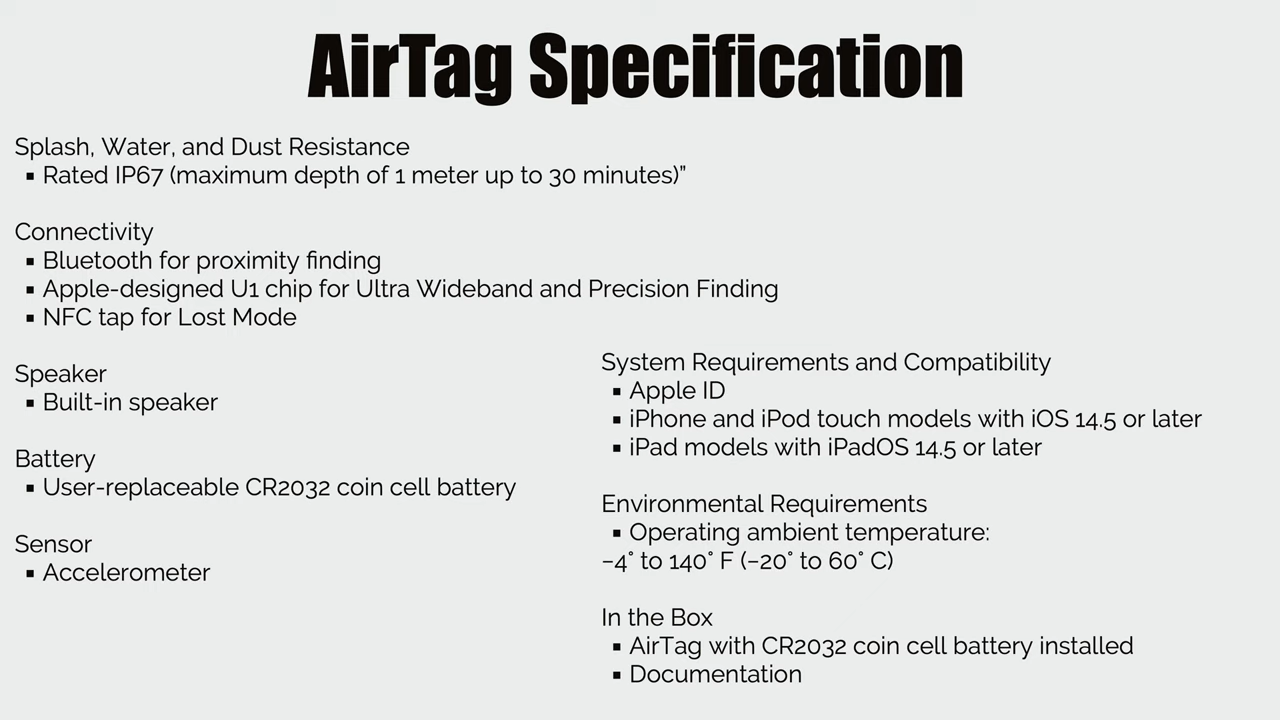 AirTag Specification
Splash, Water, and Dust Resistance
▪ Rated IP67 (maximum depth of 1 meter up to 30 minutes)”
Connectivity
▪ Bluetooth for proximity finding
▪ Apple-designed U1 chip for Ultra Wideband and Precision Finding
▪ NFC tap for Lost Mode
Speaker
▪ Built-in speaker
Battery
▪ User-replaceable CR2032 coin cell battery
Sensor
▪ Accelerometer
System Requirements and Compatibility
▪ Apple ID
▪ iPhone and iPod touch models with iOS 14.5 or later
▪ iPad models with iPadOS 14.5 or later
Environmental Requirements
▪ Operating ambient temperature:
−4° to 140° F (−20° to 60° C)
In the Box
▪ AirTag with CR2032 coin cell battery installed
▪ Documentation